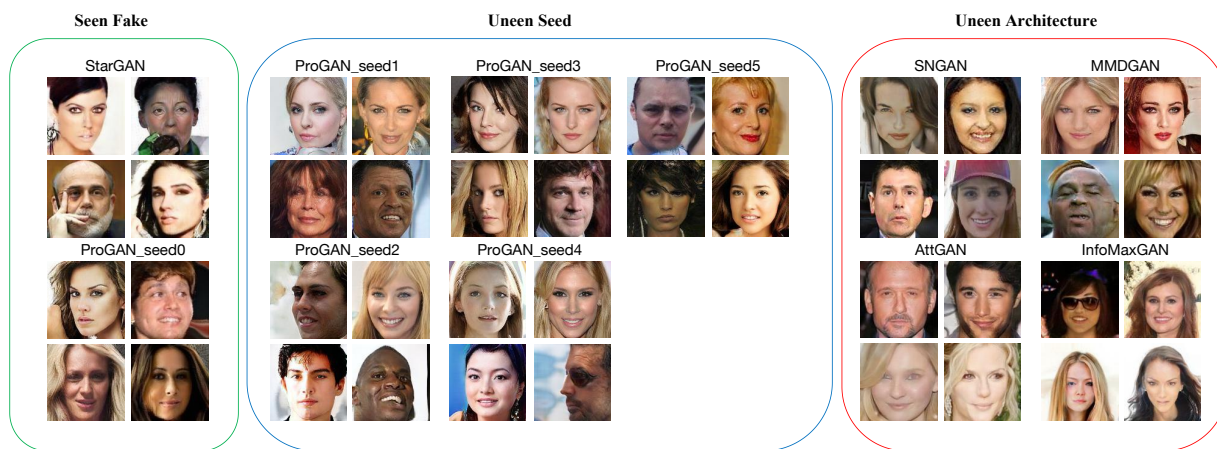 Seen Fake
Uneen Seed
Uneen Architecture
StarGAN
ProGAN_seed0
ProGAN_seed1
ProGAN_seed3
ProGAN_seed5
ProGAN_seed2
ProGAN_seed4
SNGAN
MMDGAN
AttGAN
InfoMaxGAN